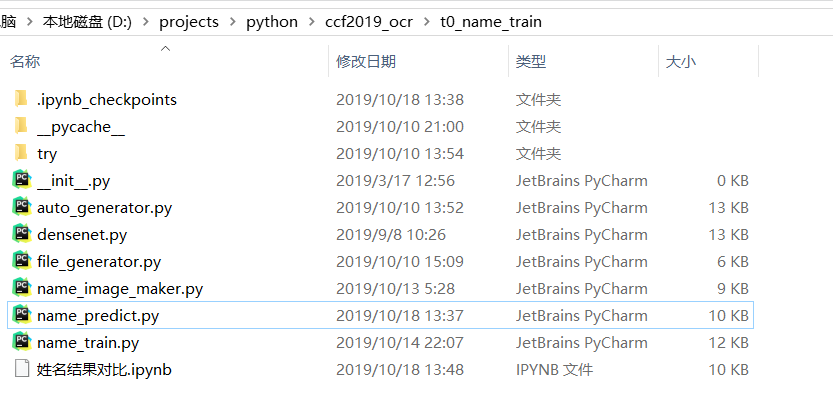 脑 > 本地磁盘 (D:) > projects > python > ccf2019_ocr > t0_name_train
名称 修改日期 类型 大小
.ipynb_checkpoints 2019/10/18 13:38 文件夹
__pycache__ 2019/10/10 21:00 文件夹
try 2019/10/10 13:54 文件夹
__init__.py 2019/3/17 12:56 JetBrains PyCharm 0 KB
auto_generator.py 2019/10/10 13:52 JetBrains PyCharm 13 KB
densenet.py 2019/9/8 10:26 JetBrains PyCharm 13 KB
file_generator.py 2019/10/10 15:09 JetBrains PyCharm 6 KB
name_image_maker.py 2019/10/13 5:28 JetBrains PyCharm 9 KB
name_predict.py 2019/10/18 13:37 JetBrains PyCharm 10 KB
name_train.py 2019/10/14 22:07 JetBrains PyCharm 12 KB
姓名结果对比.ipynb 2019/10/18 13:48 IPYNB 文件 10 KB